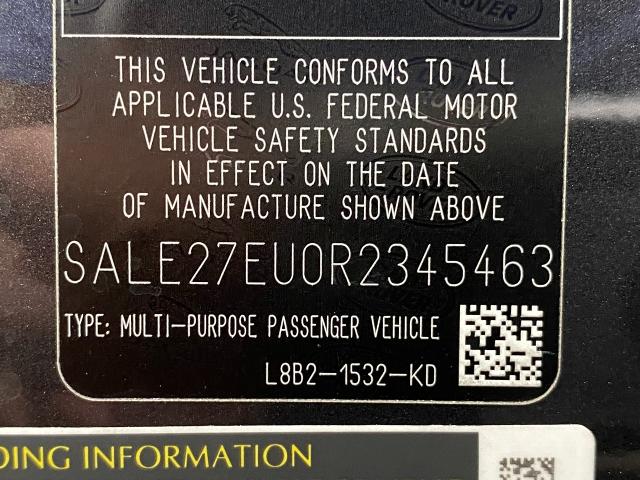 ROVER
THIS VEHICLE CONFORMS TO ALL
APPLICABLE U.S. FEDERAL MOTOR
VEHICLE SAFETY STANDARDS
IN EFFECT ON THE DATE
OF MANUFACTURE SHOWN ABOVE
SALE27EU0R2345463
TYPE: MULTI-PURPOSE PASSENGER VEHICLE
L8B2-1532-KD
DING INFORMATION